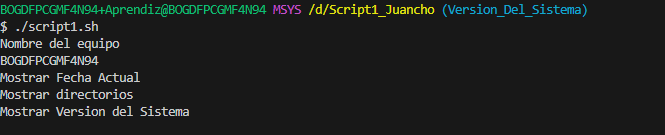 BOGDFPCGMF4N94+Aprendiz@BOGDFPCGMF4N94 MSYS /d/Script1_Juancho (Version_Del_Sistema)
$ ./script1.sh
Nombre del equipo
BOGDFPCGMF4N94
Mostrar Fecha Actual
Mostrar directorios
Mostrar Version del Sistema